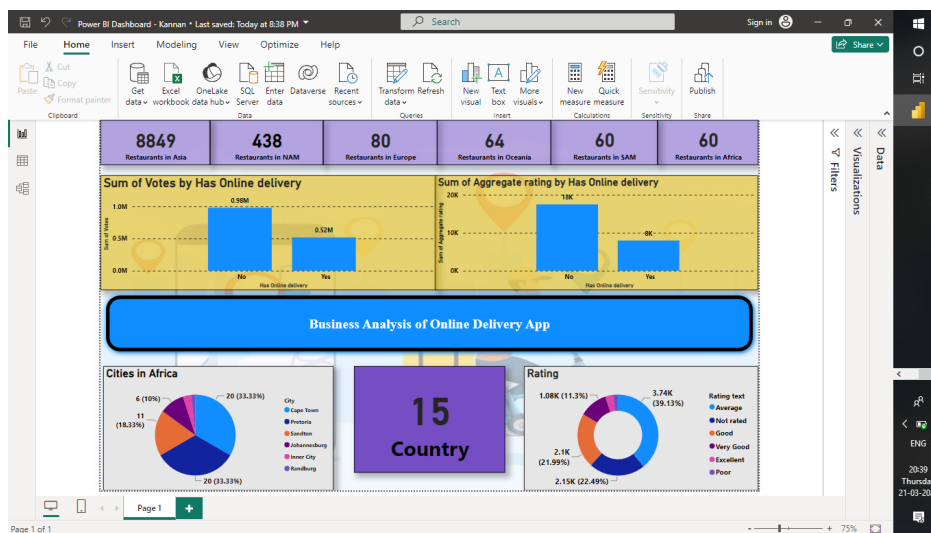 Power BI Dashboard - Kannan • Last saved: Today at 8:38 PM
Search
Sign in
File Home Insert Modeling View Optimize Help
Share
Paste
Cut
Copy
Format painter
Clipboard
Get data
Excel workbook
OneLake data hub
SQL Server
Enter data
Dataverse
Recent sources
Data
Transform data
Refresh
Queries
New visual
Text box
More visuals
Insert
New measure
Quick measure
Calculations
Sensitivity
Sensitivity
Publish
Share
8849
Restaurants in Asia
438
Restaurants in NAM
80
Restaurants in Europe
64
Restaurants in Oceania
60
Restaurants in SAM
60
Restaurants in Africa
Sum of Votes by Has Online delivery
Sum of Votes
1.0M
0.5M
0.0M
0.98M
0.52M
No
Yes
Has Online delivery
Sum of Aggregate rating by Has Online delivery
Sum of Aggregate rating
20K
10K
0K
18K
8K
No
Yes
Has Online delivery
Business Analysis of Online Delivery App
Cities in Africa
6 (10%)
11
(18.33%)
20 (33.33%)
20 (33.33%)
City
Cape Town
Pretoria
Sandton
Johannesburg
Inner City
Randburg
15
Country
Rating
1.08K (11.3%)
3.74K
(39.13%)
2.1K
(21.99%)
2.15K (22.49%)
Rating text
Average
Not rated
Good
Very Good
Excellent
Poor
Filters
Visualizations
Data
Page 1
Page 1 of 1
75%
ENG
20:39